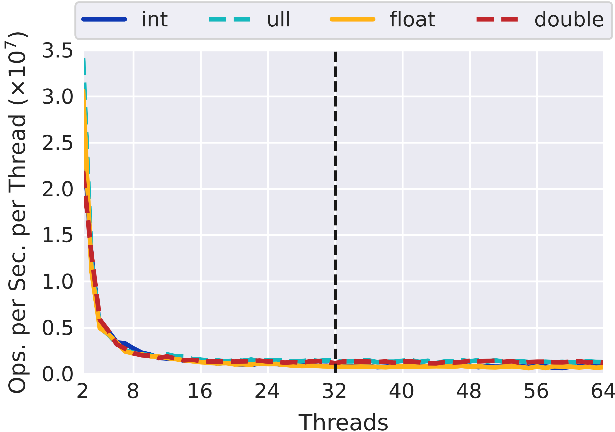 int ull float double
Ops. per Sec. per Thread (×10⁷)
3.5
3.0
2.5
2.0
1.5
1.0
0.5
0.0
2 8 16 24 32 40 48 56 64
Threads